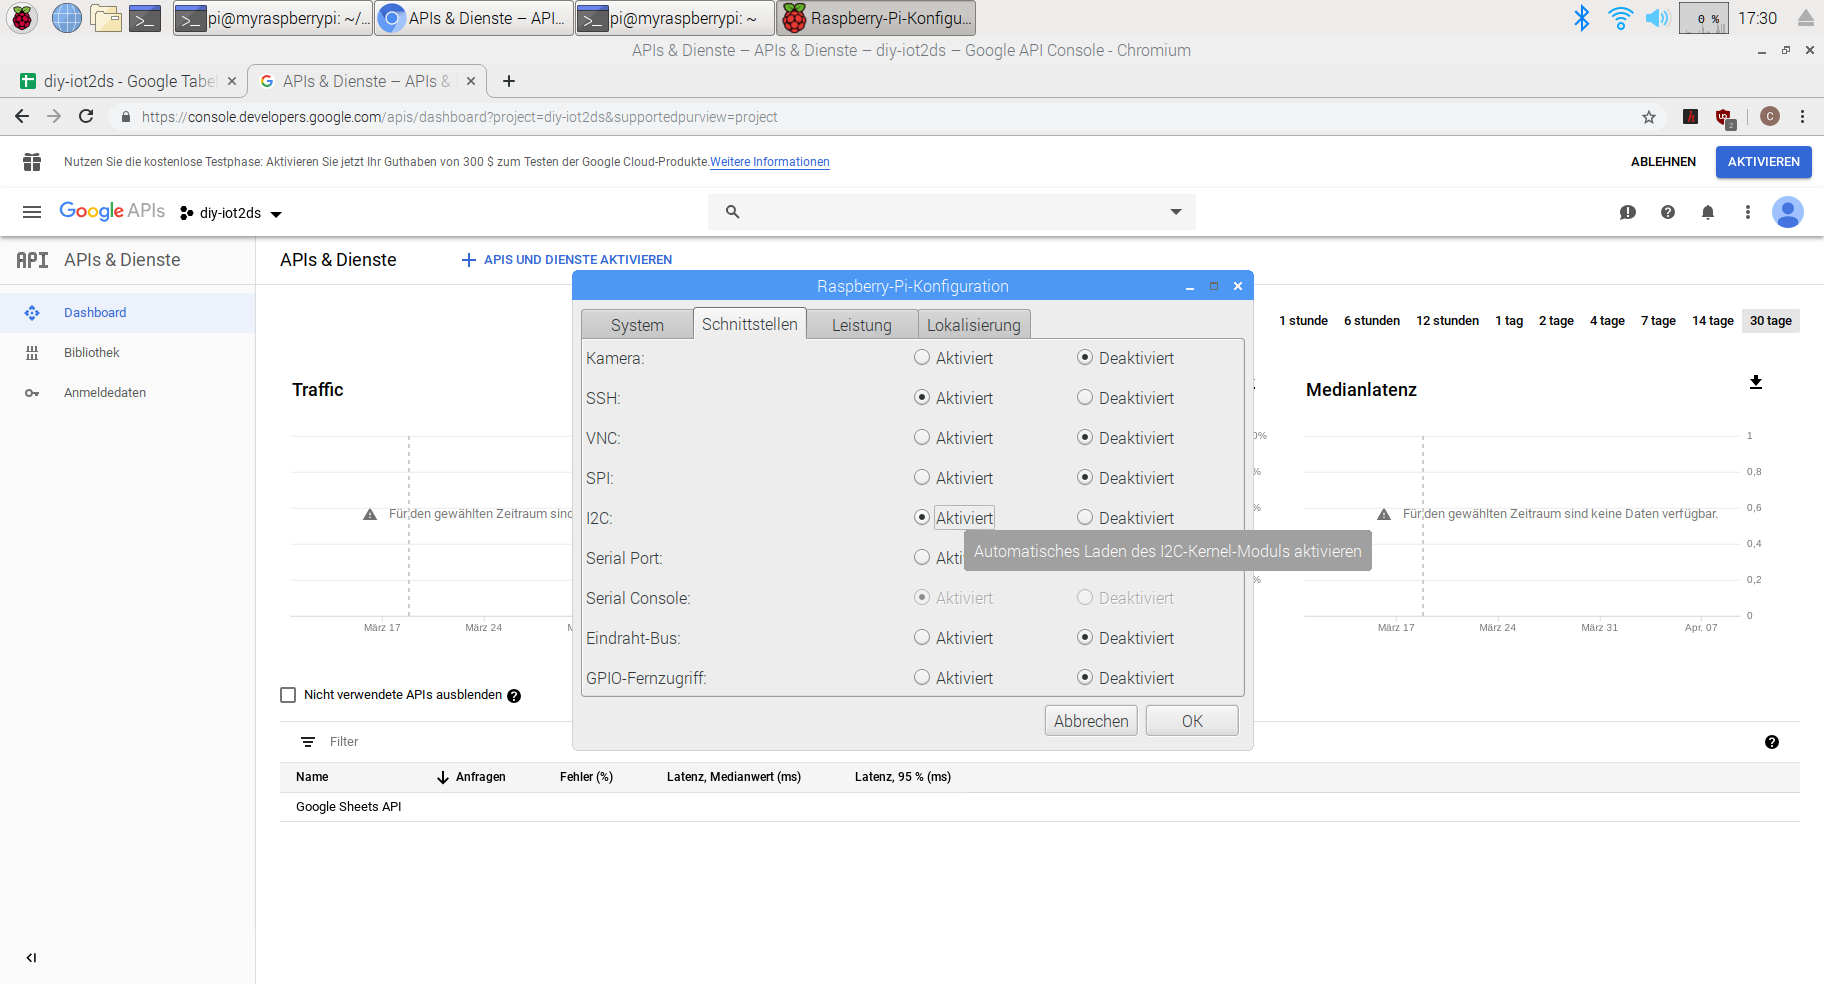 pi@myraspberrypi: ~/...
APIs & Dienste – API...
pi@myraspberrypi: ~
Raspberry-Pi-Konfigu...
0 %
17:30
APIs & Dienste – APIs & Dienste – diy-iot2ds – Google API Console - Chromium
diy-iot2ds - Google Tabel
APIs & Dienste – APIs &
https://console.developers.google.com/apis/dashboard?project=diy-iot2ds&supportedpurview=project
2
C
Nutzen Sie die kostenlose Testphase: Aktivieren Sie jetzt Ihr Guthaben von 300 $ zum Testen der Google Cloud-Produkte.Weitere Informationen
ABLEHNEN
AKTIVIEREN
Google APIs
diy-iot2ds
API APIs & Dienste
APIs & Dienste
APIS UND DIENSTE AKTIVIEREN
Dashboard
Bibliothek
Anmeldedaten
1 stunde 6 stunden 12 stunden 1 tag 2 tage 4 tage 7 tage 14 tage 30 tage
Traffic
Für den gewählten Zeitraum sind
März 17 März 24
Raspberry-Pi-Konfiguration
System Schnittstellen Leistung Lokalisierung
Kamera: Aktiviert Deaktiviert
SSH: Aktiviert Deaktiviert
VNC: Aktiviert Deaktiviert
SPI: Aktiviert Deaktiviert
I2C: Aktiviert Deaktiviert
Automatisches Laden des I2C-Kernel-Moduls aktivieren
Serial Port: Akti
Serial Console: Aktiviert Deaktiviert
Eindraht-Bus: Aktiviert Deaktiviert
GPIO-Fernzugriff: Aktiviert Deaktiviert
Abbrechen OK
0%
%
%
%
Medianlatenz
1
0,8
0,6
0,4
0,2
0
Für den gewählten Zeitraum sind keine Daten verfügbar.
März 17 März 24 März 31 Apr. 07
Nicht verwendete APIs ausblenden
Filter
Name Anfragen Fehler (%) Latenz, Medianwert (ms) Latenz, 95 % (ms)
Google Sheets API